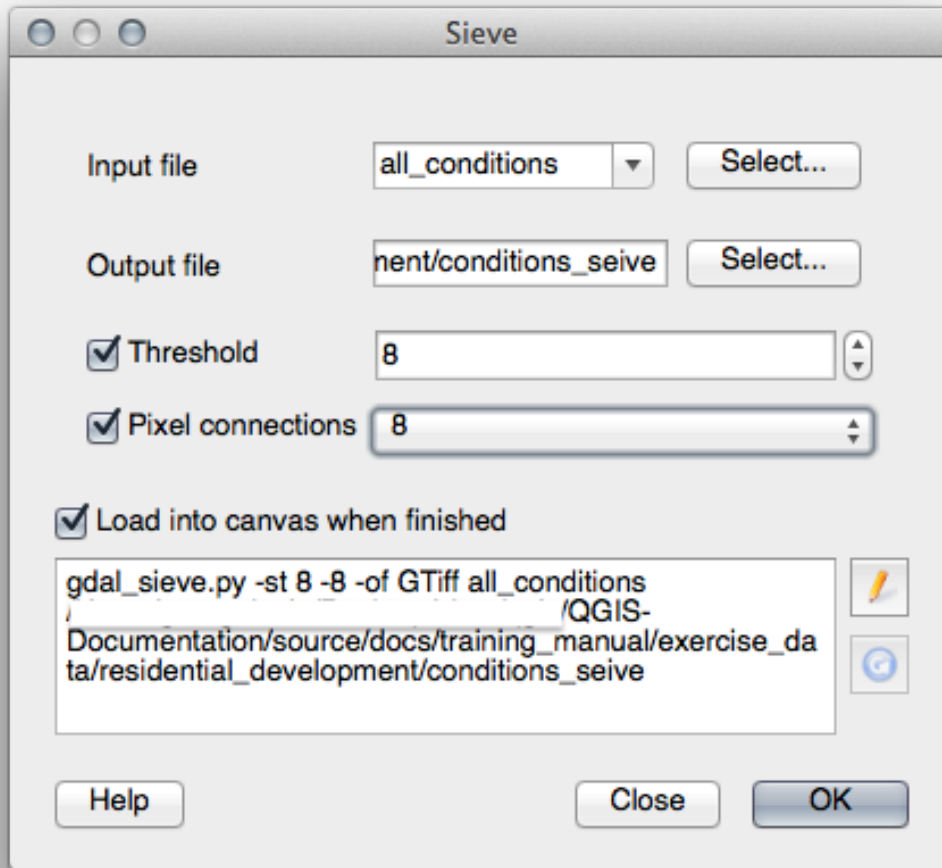 Sieve
Input file all_conditions Select...
Output file nent/conditions_seive Select...
Threshold 8
Pixel connections 8
Load into canvas when finished
gdal_sieve.py -st 8 -8 -of GTiff all_conditions
/QGIS-
Documentation/source/docs/training_manual/exercise_da
ta/residential_development/conditions_seive
Help Close OK